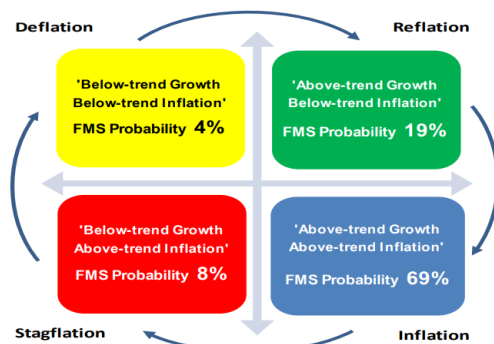 Deflation
Reflation
'Below-trend Growth
Below-trend Inflation'
FMS Probability 4%
'Above-trend Growth
Below-trend Inflation'
FMS Probability 19%
'Below-trend Growth
Above-trend Inflation'
FMS Probability 8%
'Above-trend Growth
Above-trend Inflation'
FMS Probability 69%
Stagflation
Inflation